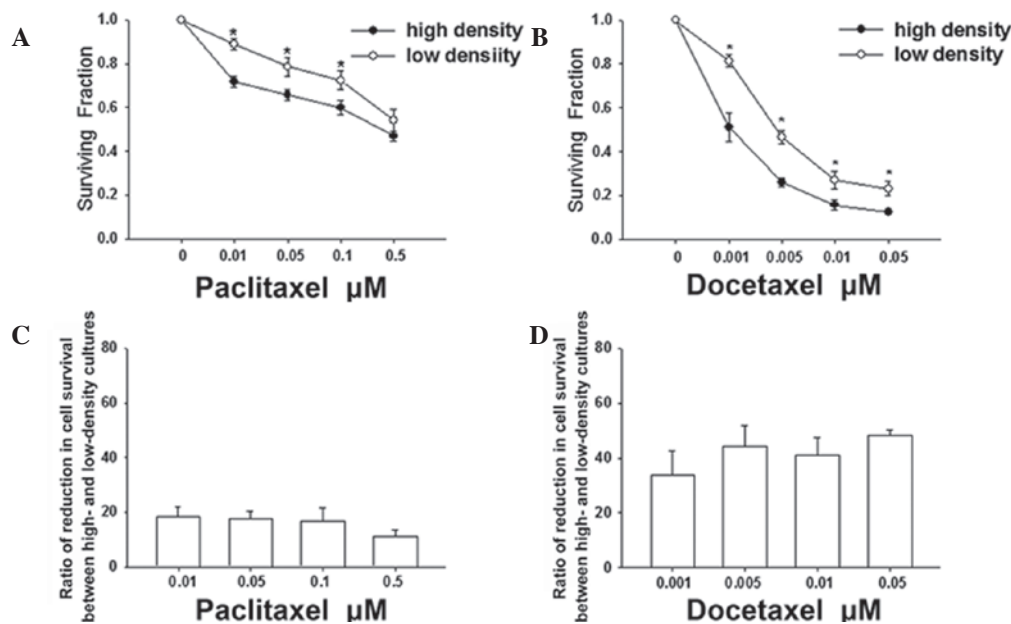 A
1.0
0.8
0.6
0.4
0.2
0.0
Surviving Fraction
high density
low densiity
*
*
*
0
0.01
0.05
0.1
0.5
Paclitaxel μM
B
1.0
0.8
0.6
0.4
0.2
0.0
Surviving Fraction
high density
low density
*
*
*
*
0
0.001
0.005
0.01
0.05
Docetaxel μM
C
Ratio of reduction in cell survival
between high- and low-density cultures
80
60
40
20
0
0.01
0.05
0.1
0.5
Paclitaxel μM
D
Ratio of reduction in cell survival
between high- and low-density cultures
80
60
40
20
0
0.001
0.005
0.01
0.05
Docetaxel μM